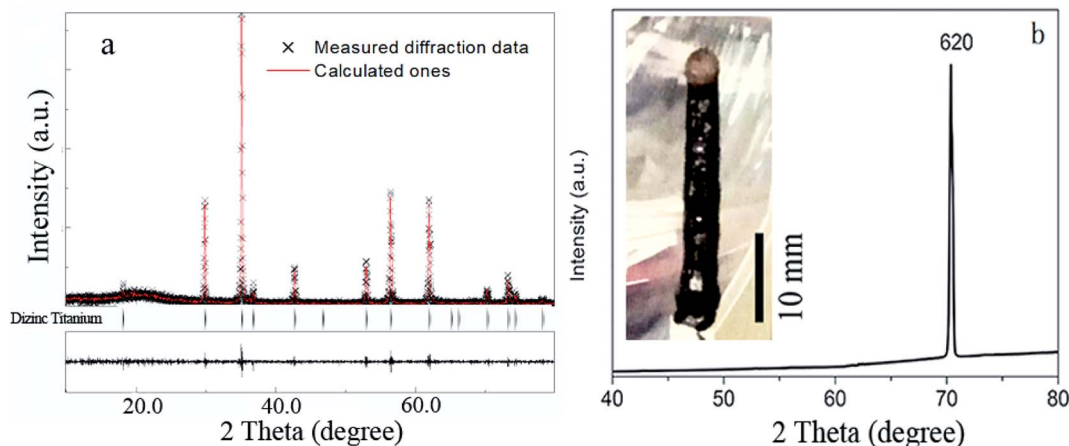 a
Measured diffraction data
Calculated ones
Intensity (a.u.)
Dizinc Titanium
20.0 40.0 60.0
2 Theta (degree)
b
620
10 mm
Intensity (a.u.)
40 50 60 70 80
2 Theta (degree)